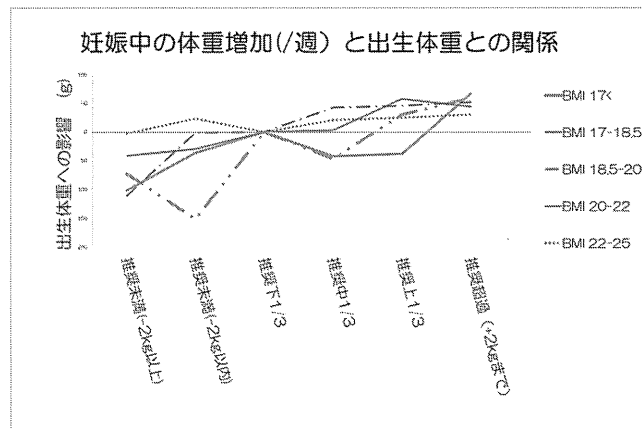 妊娠中の体重増加(/週) と出生体重との関係
出生体重への影響 (g)
100
50
0
推奨未満(-2kg以上)
推奨未満(-2kg以内)
推奨下1/3
推奨中1/3
推奨上1/3
推奨超過 (+2kgまで)
BMI 17<
BMI 17-18.5
BMI 18.5-20
BMI 20-22
BMI 22-25